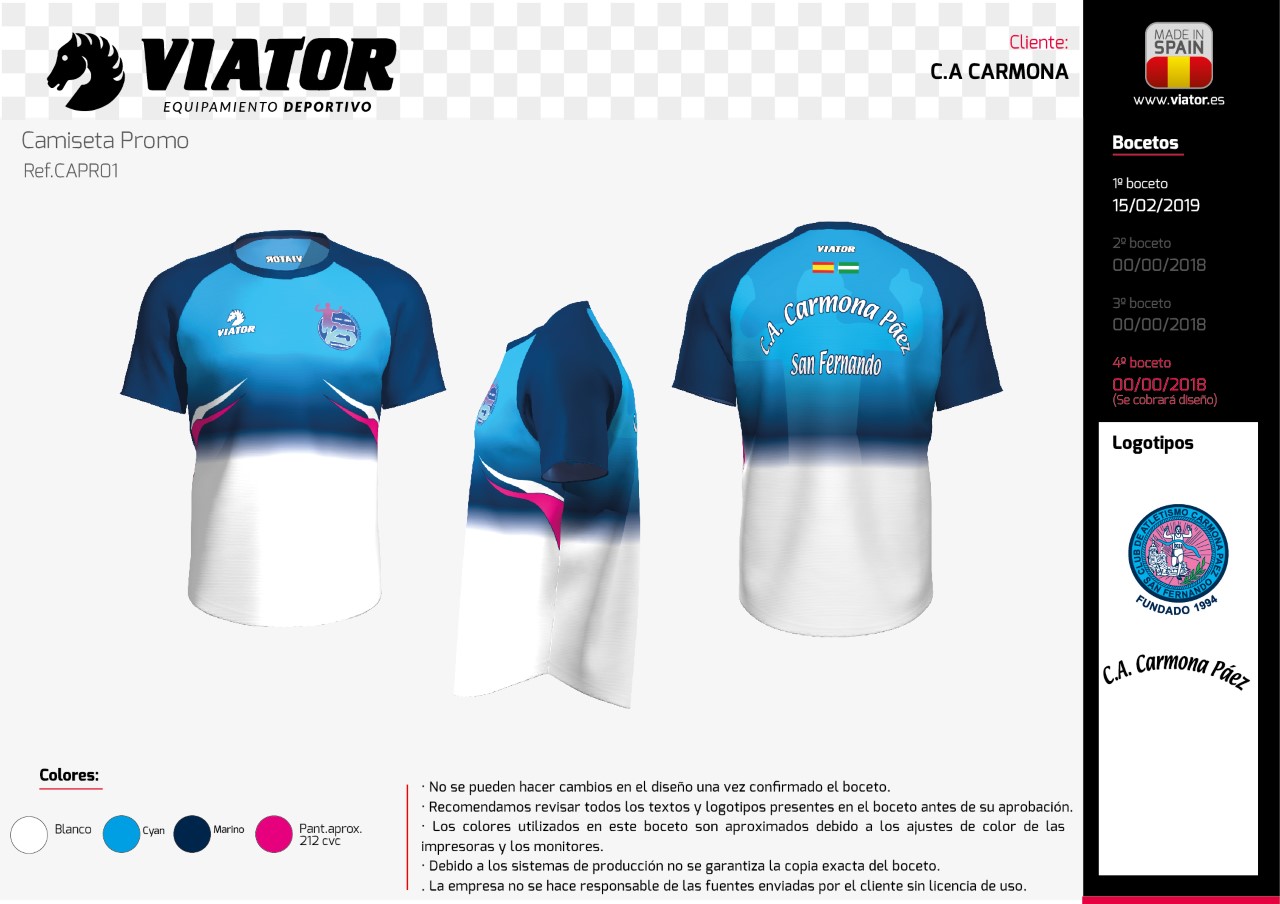 VIATOR
EQUIPAMIENTO DEPORTIVO
Cliente:
C.A CARMONA
Camiseta Promo
Ref.CAPR01
VIATOR
VIATOR
VIATOR
C.A. Carmona Páez
San Fernando
MADE IN
SPAIN
www.viator.es
Bocetos
1º boceto
15/02/2019
2º boceto
00/00/2018
3º boceto
00/00/2018
4º boceto
00/00/2018
(Se cobrará diseño)
Logotipos
CLUB DE ATLETISMO CARMONA PAEZ
SAN FERNANDO
FUNDADO 1994
C.A. Carmona Páez
Colores:
Blanco
Cyan
Marino
Pant.aprox.
212 cvc
· No se pueden hacer cambios en el diseño una vez confirmado el boceto.
· Recomendamos revisar todos los textos y logotipos presentes en el boceto antes de su aprobación.
· Los colores utilizados en este boceto son aproximados debido a los ajustes de color de las
impresoras y los monitores.
· Debido a los sistemas de producción no se garantiza la copia exacta del boceto.
. La empresa no se hace responsable de las fuentes enviadas por el cliente sin licencia de uso.